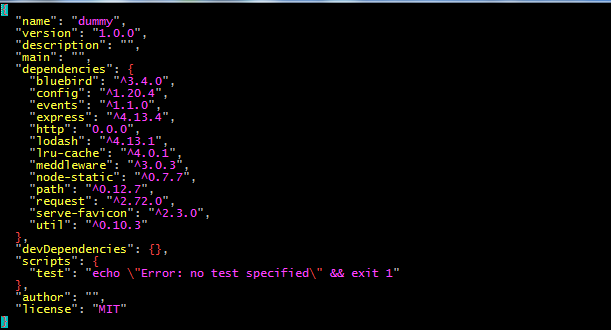 {
  "name": "dummy",
  "version": "1.0.0",
  "description": "",
  "main": "",
  "dependencies": {
    "bluebird": "^3.4.0",
    "config": "^1.20.4",
    "events": "^1.1.0",
    "express": "^4.13.4",
    "http": "0.0.0",
    "lodash": "^4.13.1",
    "lru-cache": "^4.0.1",
    "meddleware": "^3.0.3",
    "node-static": "^0.7.7",
    "path": "^0.12.7",
    "request": "^2.72.0",
    "serve-favicon": "^2.3.0",
    "util": "^0.10.3"
  },
  "devDependencies": {},
  "scripts": {
    "test": "echo \"Error: no test specified\" && exit 1"
  },
  "author": "",
  "license": "MIT"
}